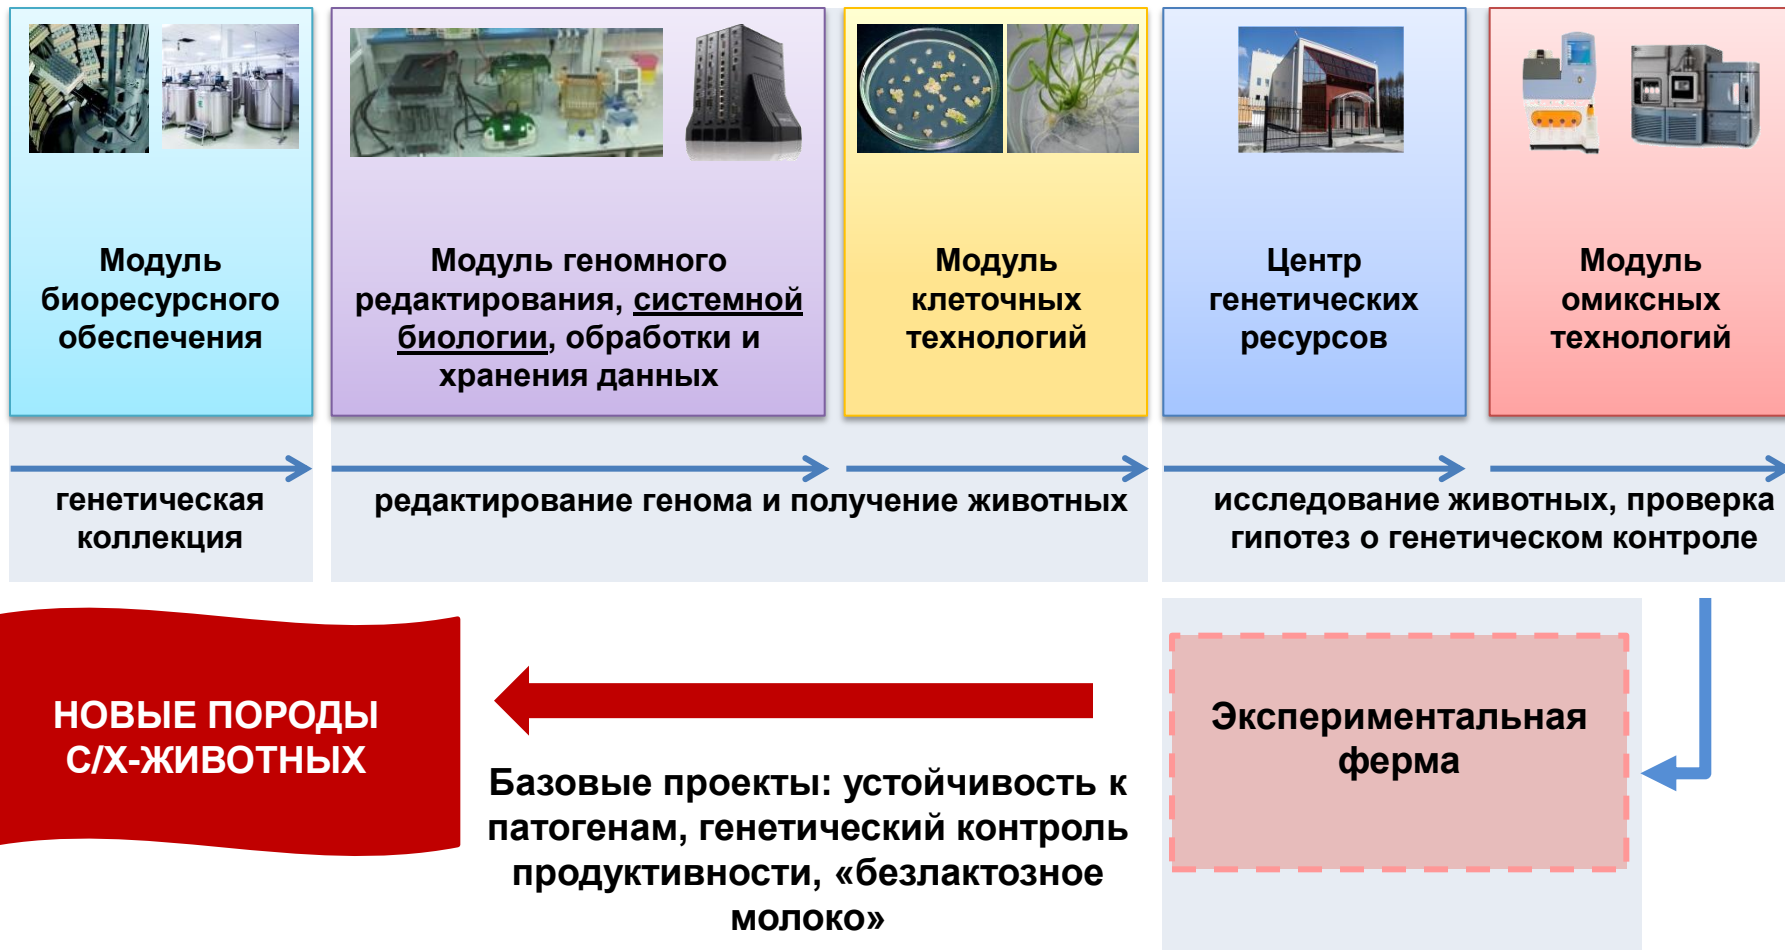 Модуль
биоресурсного
обеспечения
Модуль геномного
редактирования, системной
биологии, обработки и
хранения данных
Модуль
клеточных
технологий
Центр
генетических
ресурсов
Модуль
омиксных
технологий
генетическая
коллекция
редактирование генома и получение животных
исследование животных, проверка
гипотез о генетическом контроле
НОВЫЕ ПОРОДЫ
С/Х-ЖИВОТНЫХ
Базовые проекты: устойчивость к
патогенам, генетический контроль
продуктивности, «безлактозное
молоко»
Экспериментальная
ферма